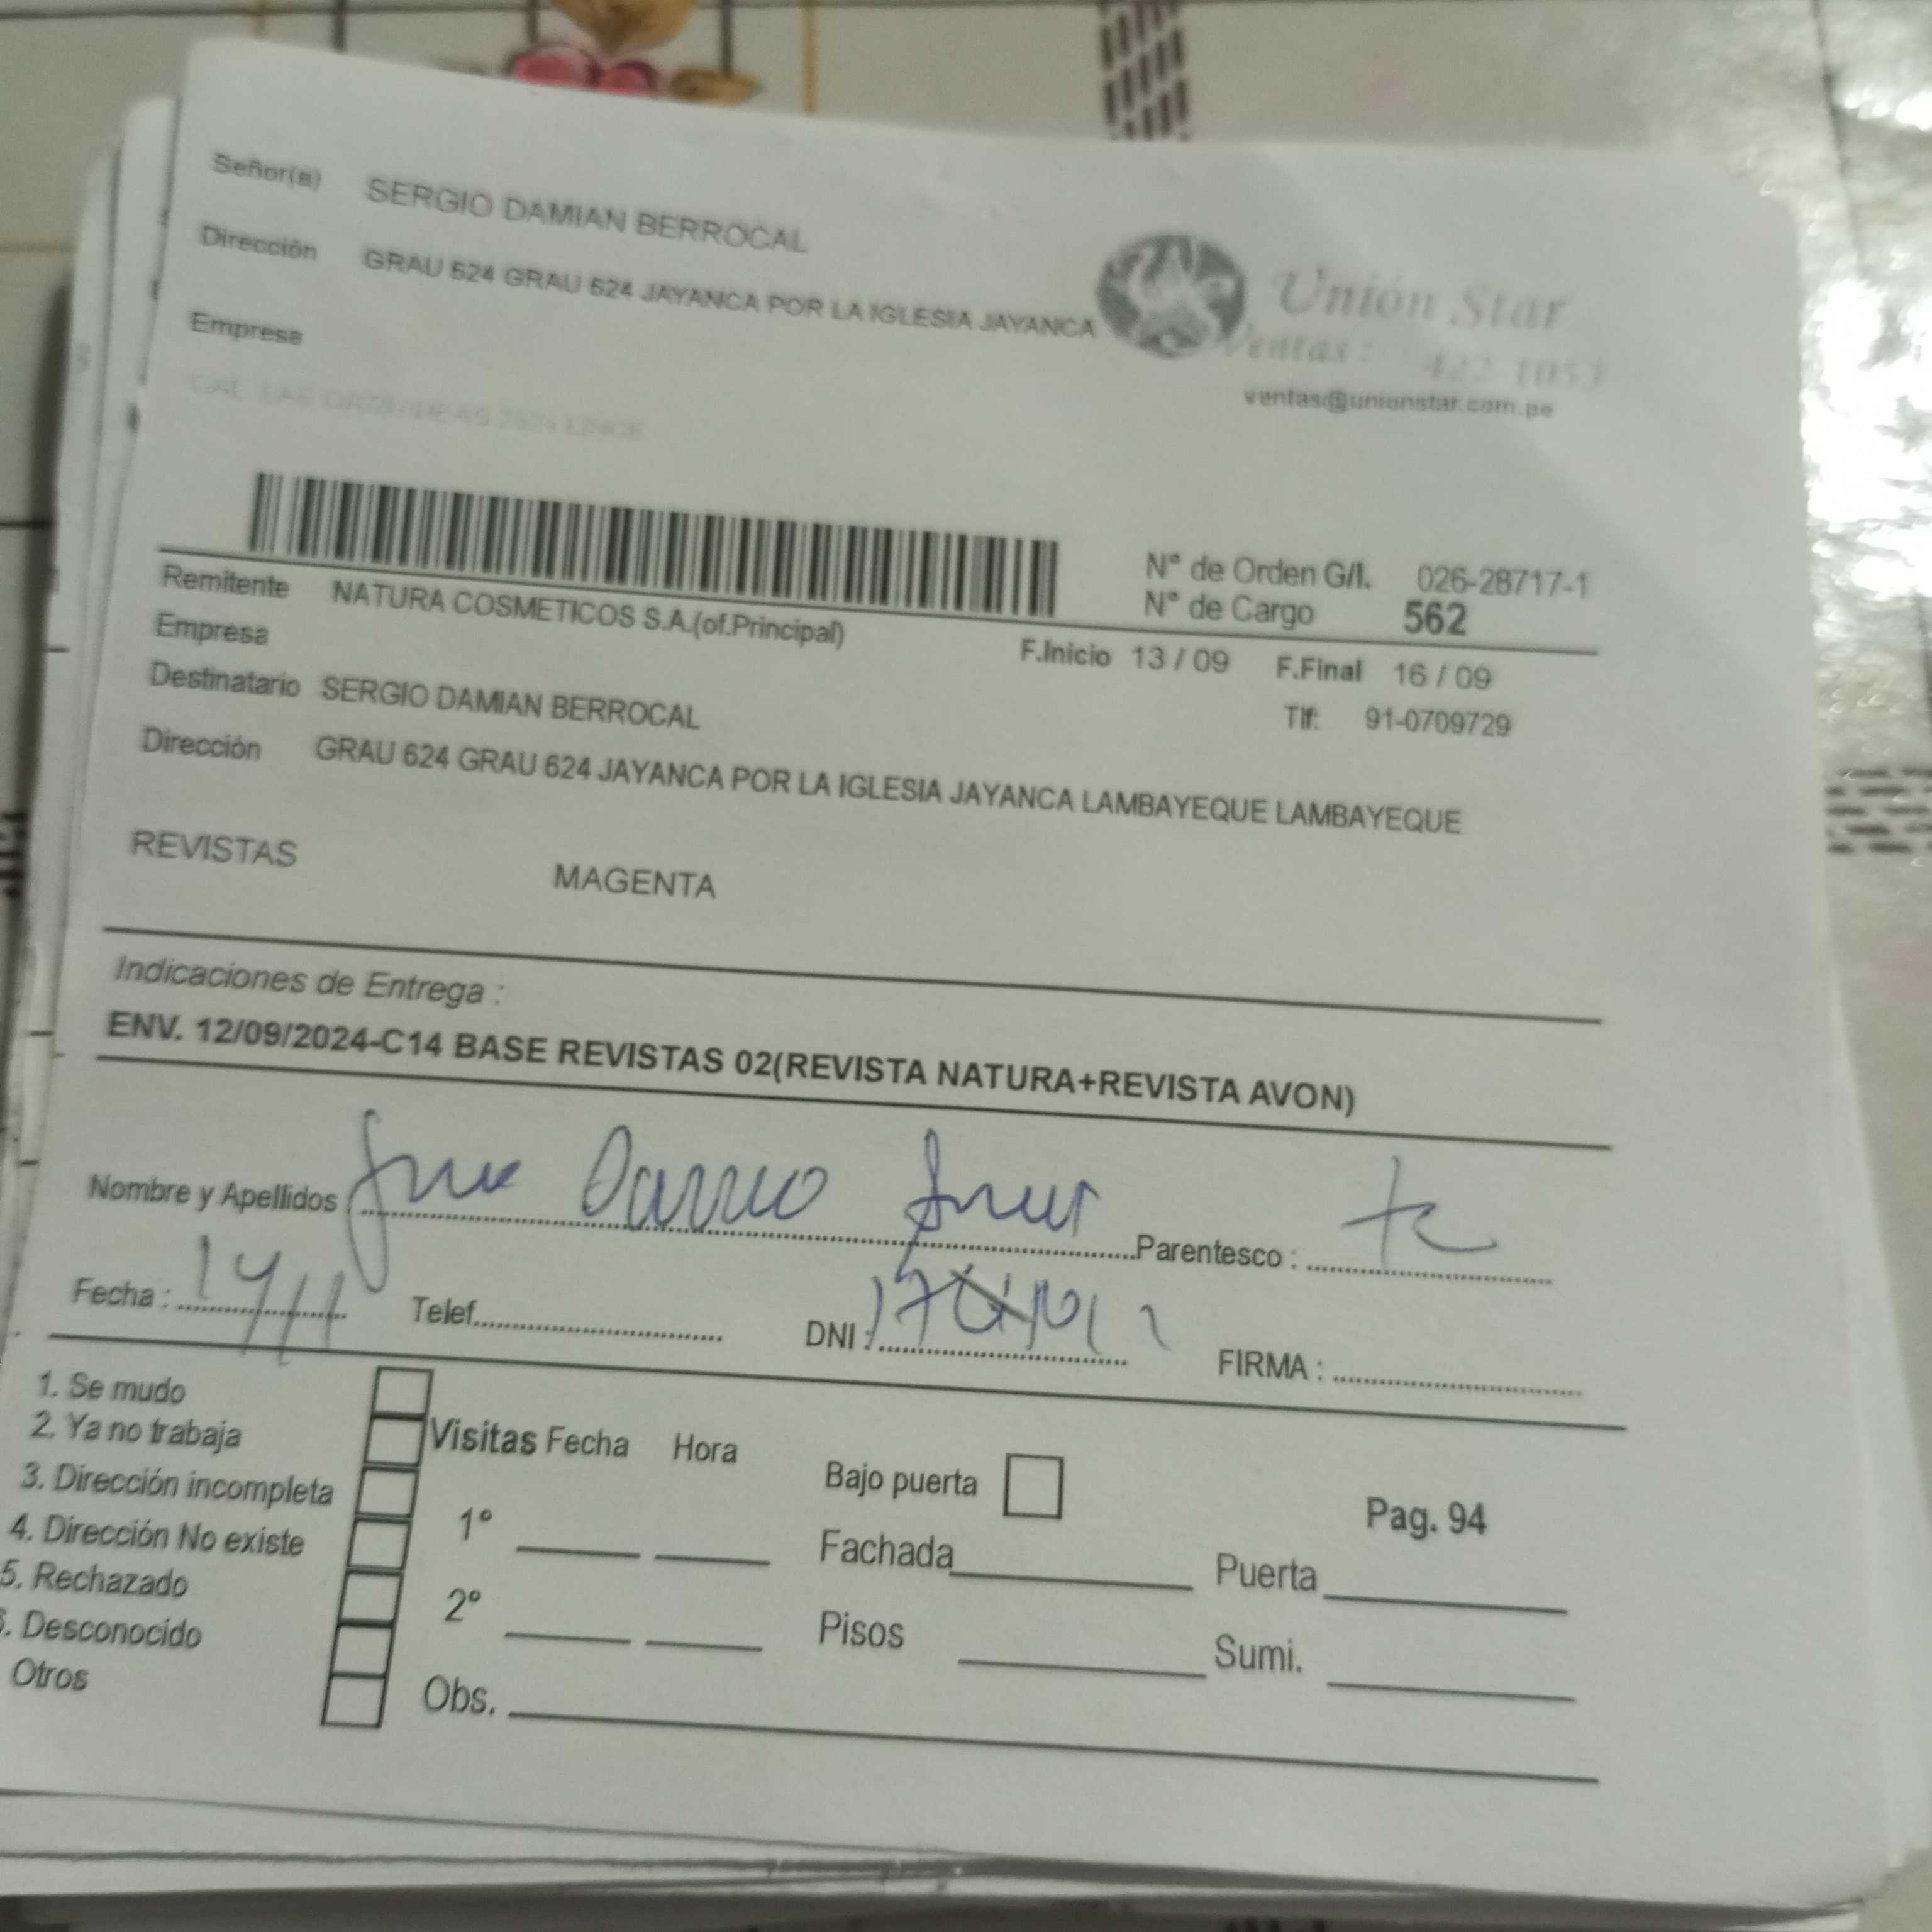 Señor(a) SERGIO DAMIAN BERROCAL
Dirección GRAU 624 GRAU 624 JAYANCA POR LA IGLESIA JAYANCA
Empresa
Unión Star
Ventas: 422 1053
ventas@unionstar.com.pe
N° de Orden G/I. 026-28717-1
N° de Cargo 562
Remitente NATURA COSMETICOS S.A.(of.Principal)
Empresa
F.Inicio 13 / 09 F.Final 16 / 09
Destinatario SERGIO DAMIAN BERROCAL
Tlf: 91-0709729
Dirección GRAU 624 GRAU 624 JAYANCA POR LA IGLESIA JAYANCA LAMBAYEQUE LAMBAYEQUE
REVISTAS MAGENTA
Indicaciones de Entrega :
ENV. 12/09/2024-C14 BASE REVISTAS 02(REVISTA NATURA+REVISTA AVON)
Nombre y Apellidos Parentesco :
Fecha : Telef. DNI : FIRMA :
1. Se mudo
2. Ya no trabaja
3. Dirección incompleta
4. Dirección No existe
5. Rechazado
. Desconocido
Otros
Visitas Fecha Hora
1°
2°
Obs.
Bajo puerta
Fachada
Pisos
Pag. 94
Puerta
Sumi.